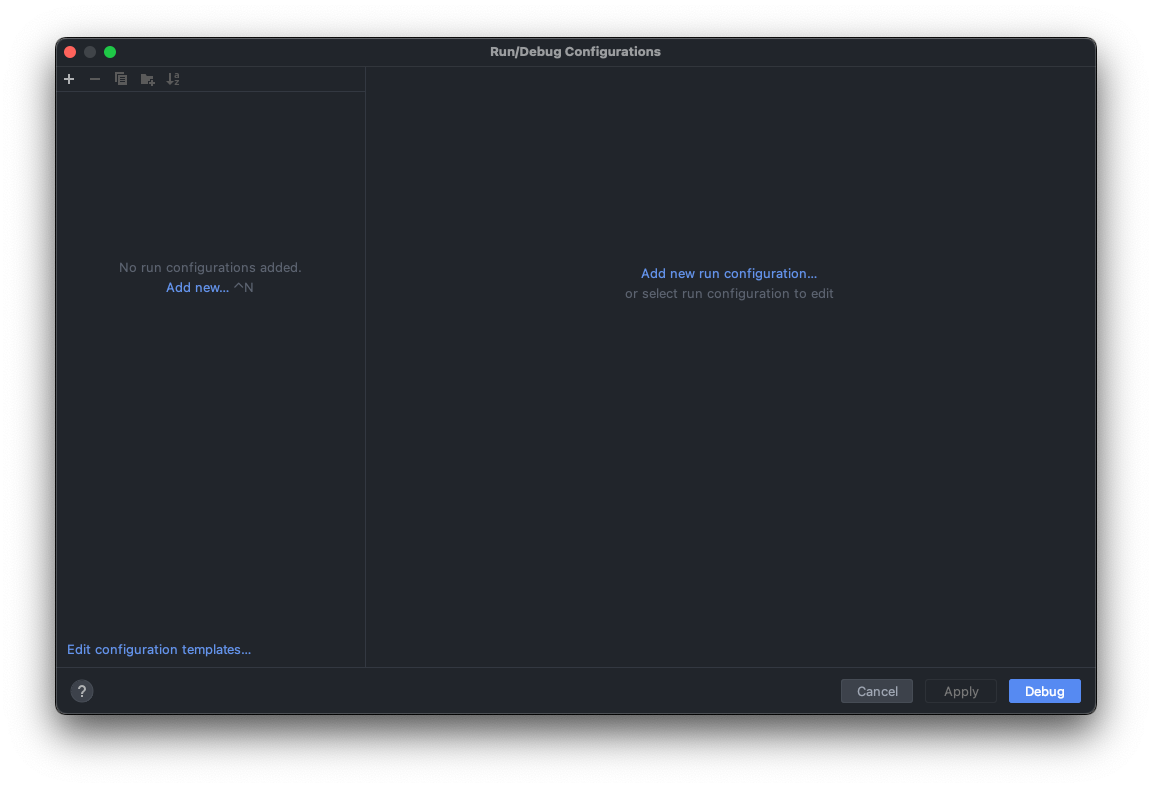 Run/Debug Configurations
No run configurations added.
Add new... ^N
Add new run configuration...
or select run configuration to edit
Edit configuration templates...
?
Cancel
Apply
Debug